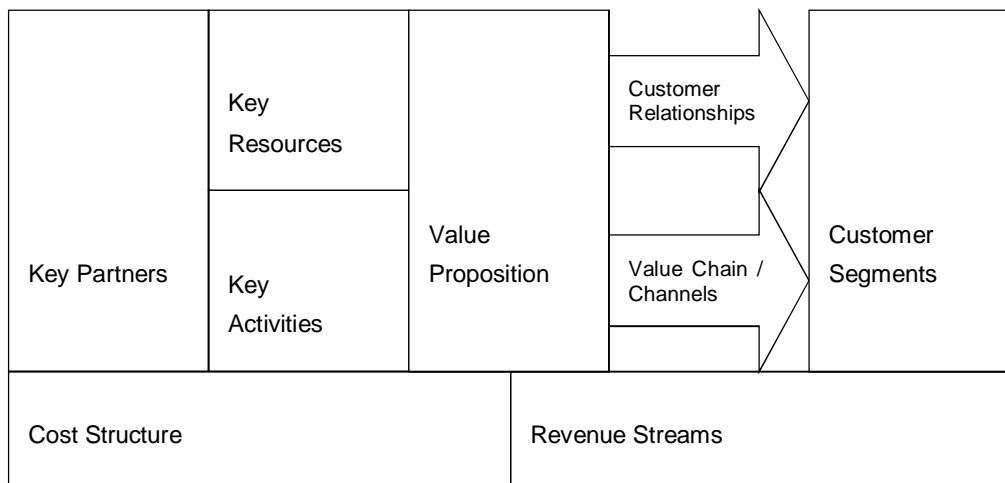 Key
Resources
Customer
Relationships
Key Partners
Key
Activities
Value
Proposition
Value Chain /
Channels
Customer
Segments
Cost Structure
Revenue Streams